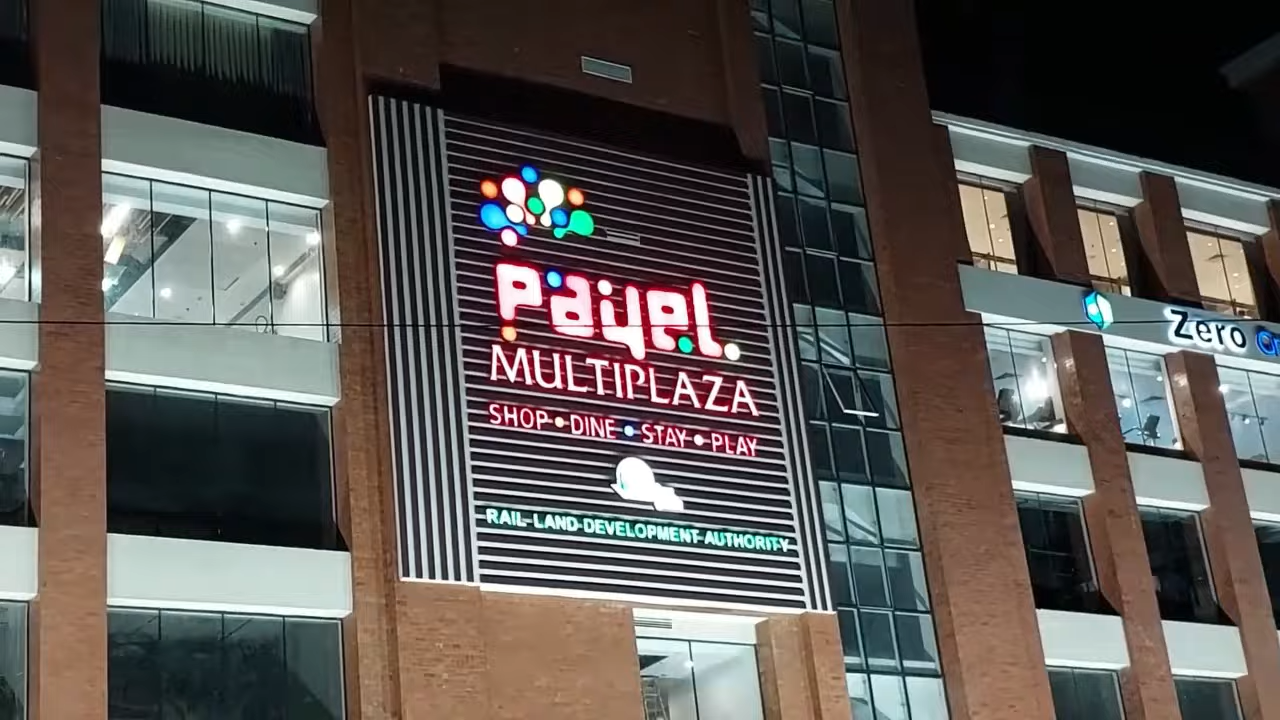 Payel
MULTIPLAZA
SHOP • DINE • STAY • PLAY
RAIL LAND DEVELOPMENT AUTHORITY
Zero